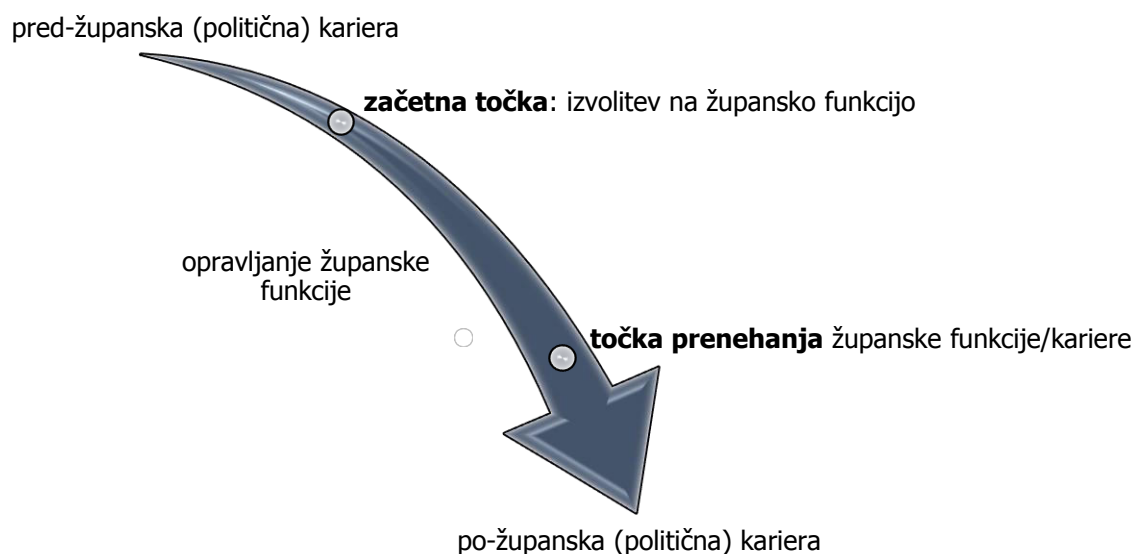 pred-županska (politična) kariera
začetna točka: izvolitev na župansko funkcijo
opravljanje županske
funkcije
točka prenehanja županske funkcije/kariere
po-županska (politična) kariera